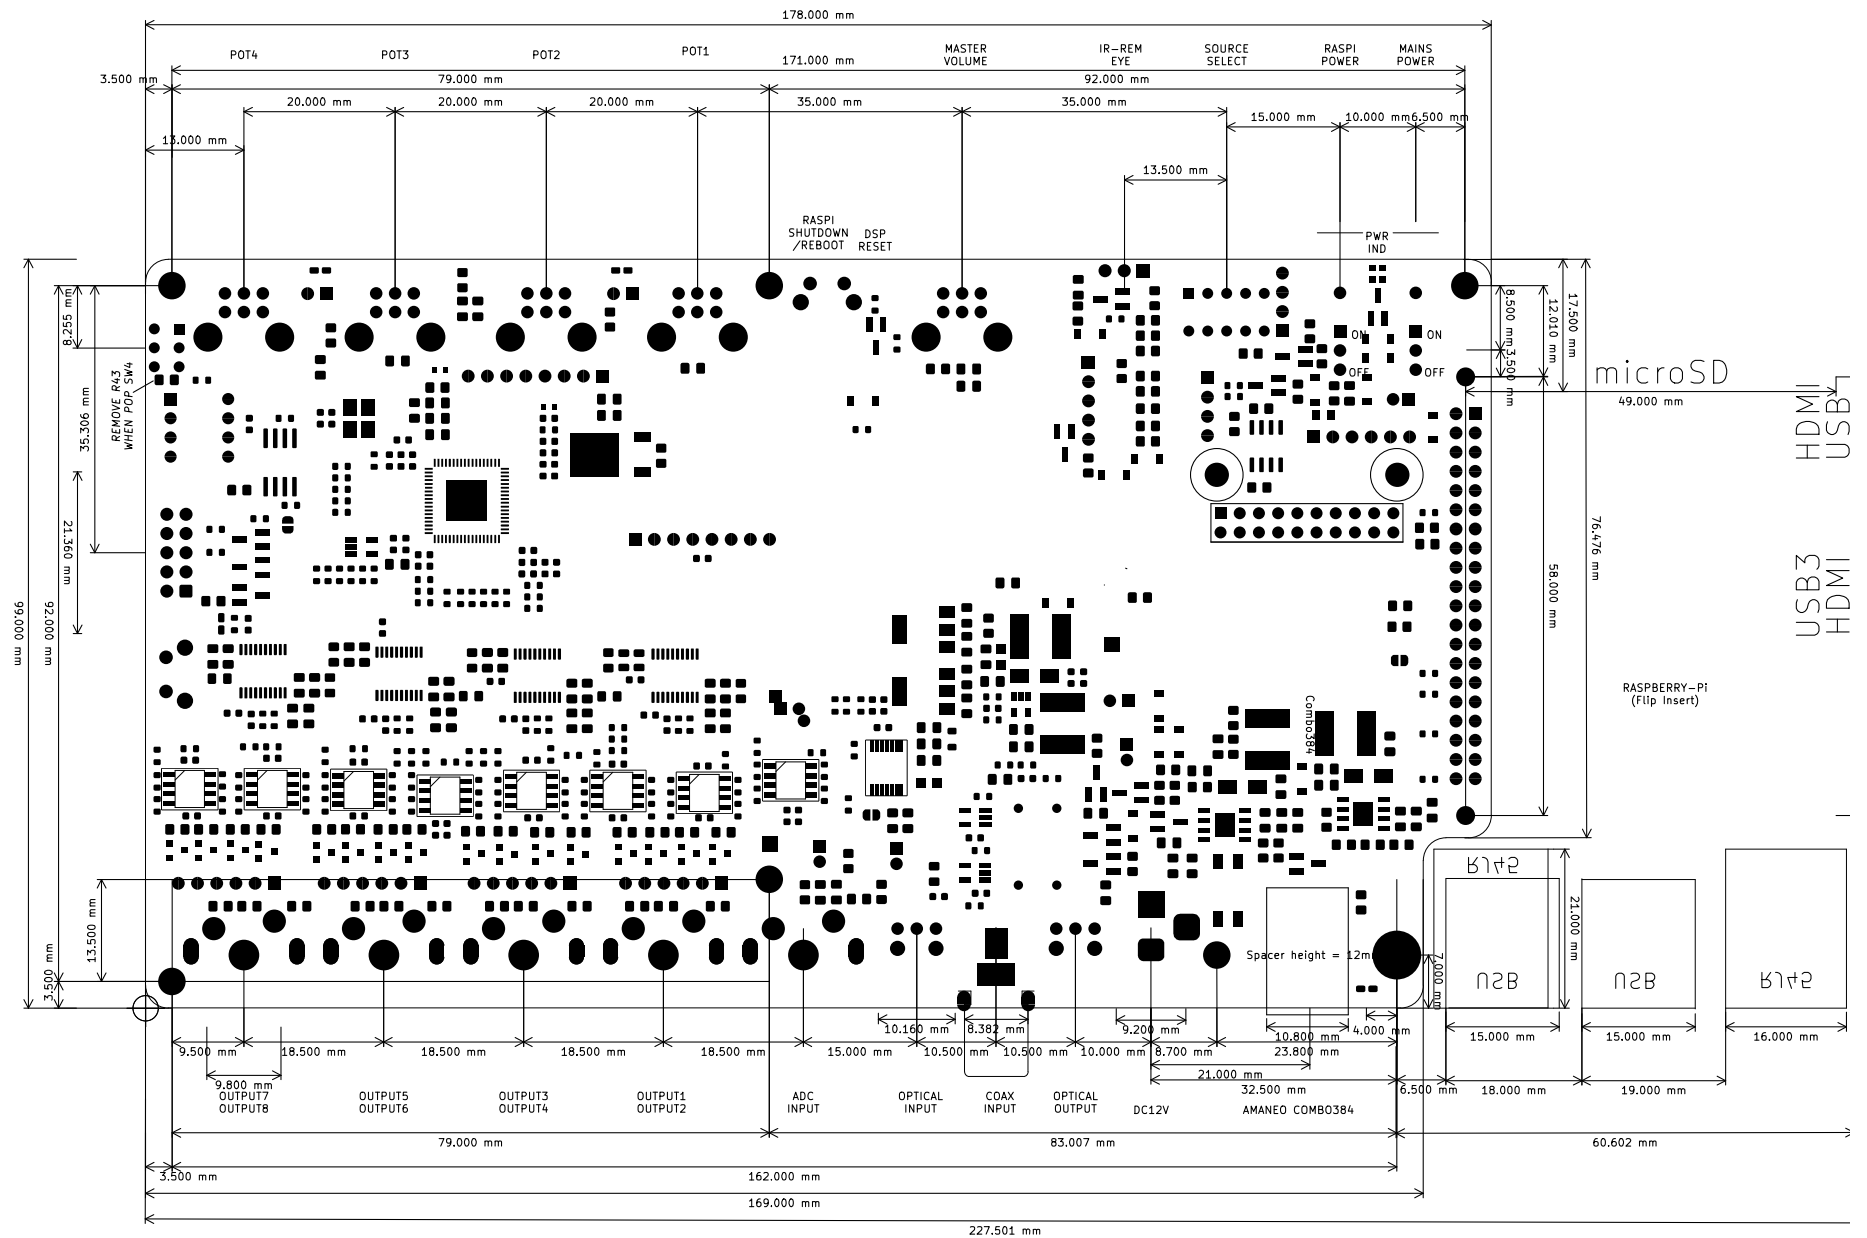 178.000 mm
POT4
POT3
POT2
POT1
MASTER
VOLUME
IR-REM
EYE
SOURCE
SELECT
RASPI
POWER
MAINS
POWER
171.000 mm
3.500 mm
79.000 mm
92.000 mm
20.000 mm
20.000 mm
20.000 mm
35.000 mm
35.000 mm
15.000 mm
10.000 mm
6.500 mm
13.000 mm
13.500 mm
RASPI
SHUTDOWN
/REBOOT
DSP
RESET
PWR
IND
8.255 mm
8.500 mm
12.010 mm
17.500 mm
3.500 mm
ON
OFF
ON
OFF
REMOVE R43
WHEN POP SW4
35.306 mm
microSD
49.000 mm
HDMI
USB
21.360 mm
76.476 mm
58.000 mm
USB3
HDMI
99.000 mm
92.000 mm
RASPBERRY-Pi
(Flip Insert)
Combo384
RJ45
21.000 mm
13.500 mm
3.500 mm
Spacer height = 12m
7.000 mm
USB
USB
RJ45
10.160 mm
8.382 mm
9.200 mm
4.000 mm
10.800 mm
15.000 mm
15.000 mm
16.000 mm
9.500 mm
18.500 mm
18.500 mm
18.500 mm
18.500 mm
15.000 mm
10.500 mm
10.500 mm
10.000 mm
8.700 mm
23.800 mm
9.800 mm
21.000 mm
32.500 mm
6.500 mm
18.000 mm
19.000 mm
OUTPUT7
OUTPUT8
OUTPUT5
OUTPUT6
OUTPUT3
OUTPUT4
OUTPUT1
OUTPUT2
ADC
INPUT
OPTICAL
INPUT
COAX
INPUT
OPTICAL
OUTPUT
DC12V
AMANEO COMBO384
79.000 mm
83.007 mm
60.602 mm
3.500 mm
162.000 mm
169.000 mm
227.501 mm